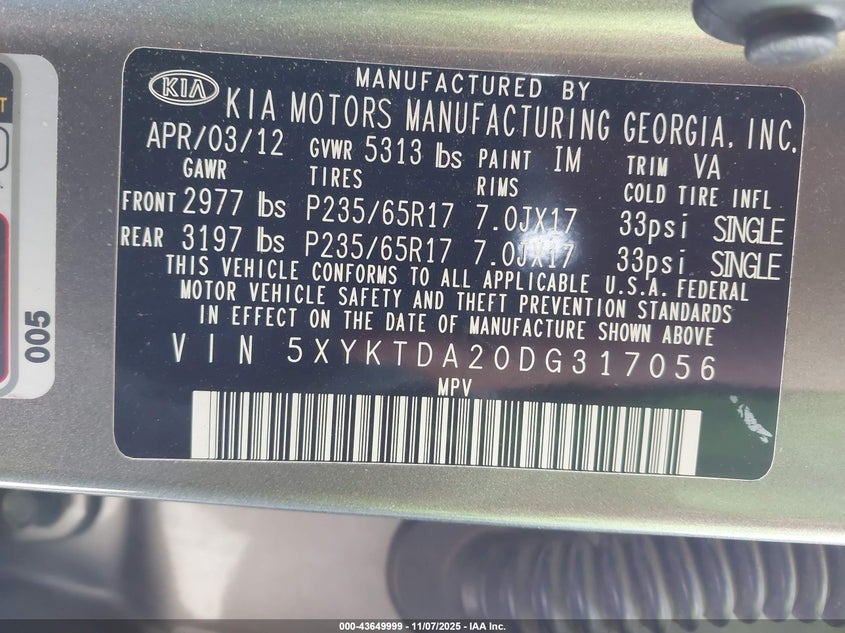 MANUFACTURED BY
KIA KIA MOTORS MANUFACTURING GEORGIA, INC.
APR/03/12 GVWR 5313 lbs PAINT IM TRIM VA
GAWR TIRES RIMS COLD TIRE INFL
FRONT 2977 lbs P235/65R17 7.0JX17 33psi SINGLE
REAR 3197 lbs P235/65R17 7.0JX17 33psi SINGLE
THIS VEHICLE CONFORMS TO ALL APPLICABLE U.S.A. FEDERAL
MOTOR VEHICLE SAFETY AND THEFT PREVENTION STANDARDS
IN EFFECT ON THE DATE OF MANUFACTURE SHOWN ABOVE
VIN 5XYKTDA20DG317056
MPV
005
000 --43649999 -- 11/07/2025 -- IAA Inc.